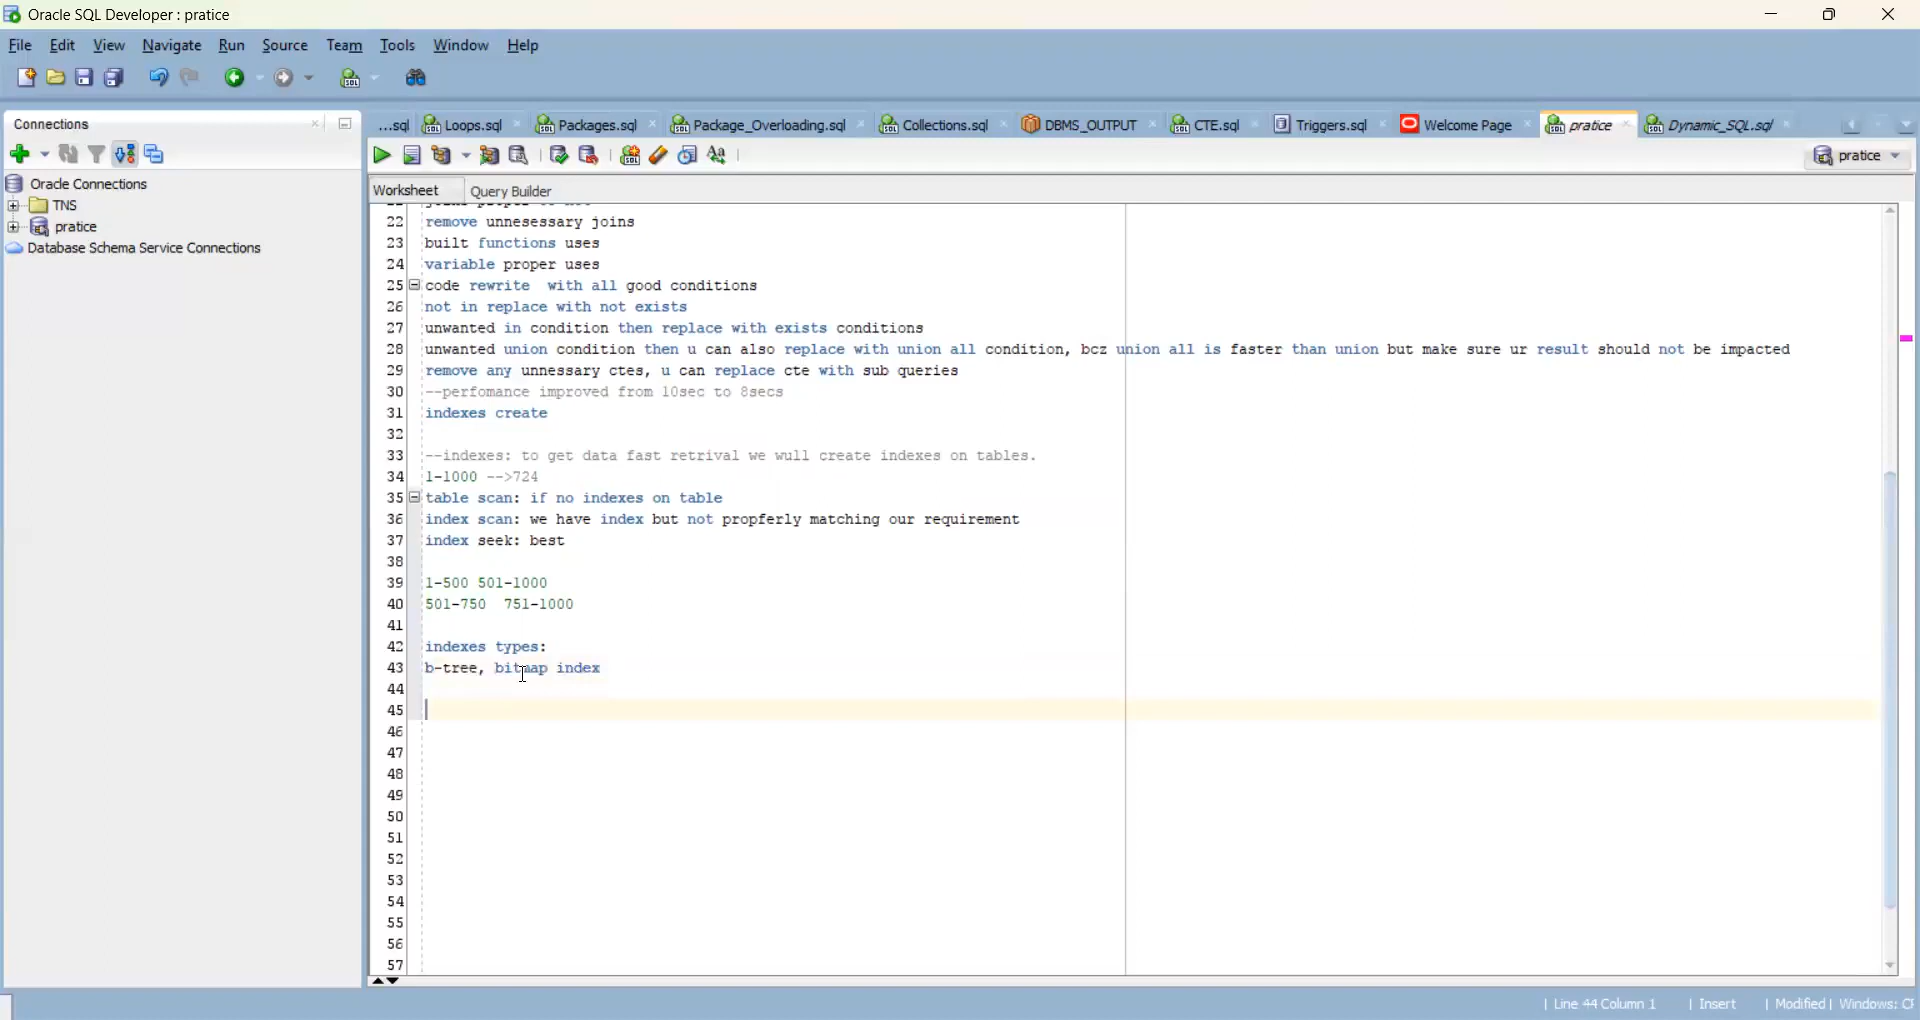 Oracle SQL Developer : pratice
File Edit View Navigate Run Source Team Tools Window Help
Connections
...sql Loops.sql Packages.sql Package_Overloading.sql Collections.sql DBMS_OUTPUT CTE.sql Triggers.sql Welcome Page pratice Dynamic_SQL.sql
pratice
Oracle Connections
TNS
pratice
Database Schema Service Connections
Worksheet Query Builder
22 remove unnesessary joins
23 built functions uses
24 variable proper uses
25 code rewrite with all good conditions
26 not in replace with not exists
27 unwanted in condition then replace with exists conditions
28 unwanted union condition then u can also replace with union all condition, bcz union all is faster than union but make sure ur result should not be impacted
29 remove any unnessary ctes, u can replace cte with sub queries
30 --perfomance improved from 10sec to 8secs
31 indexes create
32
33 --indexes: to get data fast retrival we wull create indexes on tables.
34 1-1000 -->724
35 table scan: if no indexes on table
36 index scan: we have index but not propferly matching our requirement
37 index seek: best
38
39 1-500 501-1000
40 501-750 751-1000
41
42 indexes types:
43 b-tree, bitmap index
44
45
46
47
48
49
50
51
52
53
54
55
56
57
Line 44 Column 1 | Insert | Modified | Windows: